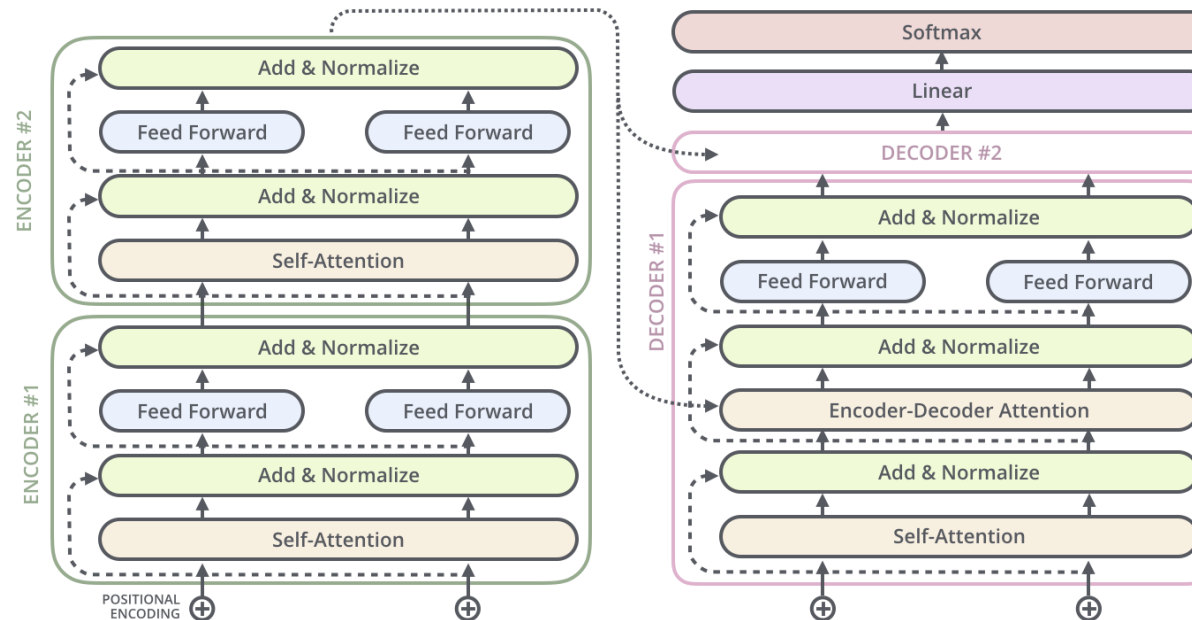 ENCODER #2
Add & Normalize
Feed Forward
Feed Forward
Add & Normalize
Self-Attention
ENCODER #1
Add & Normalize
Feed Forward
Feed Forward
Add & Normalize
Self-Attention
POSITIONAL
ENCODING
Softmax
Linear
DECODER #2
DECODER #1
Add & Normalize
Feed Forward
Feed Forward
Add & Normalize
Encoder-Decoder Attention
Add & Normalize
Self-Attention